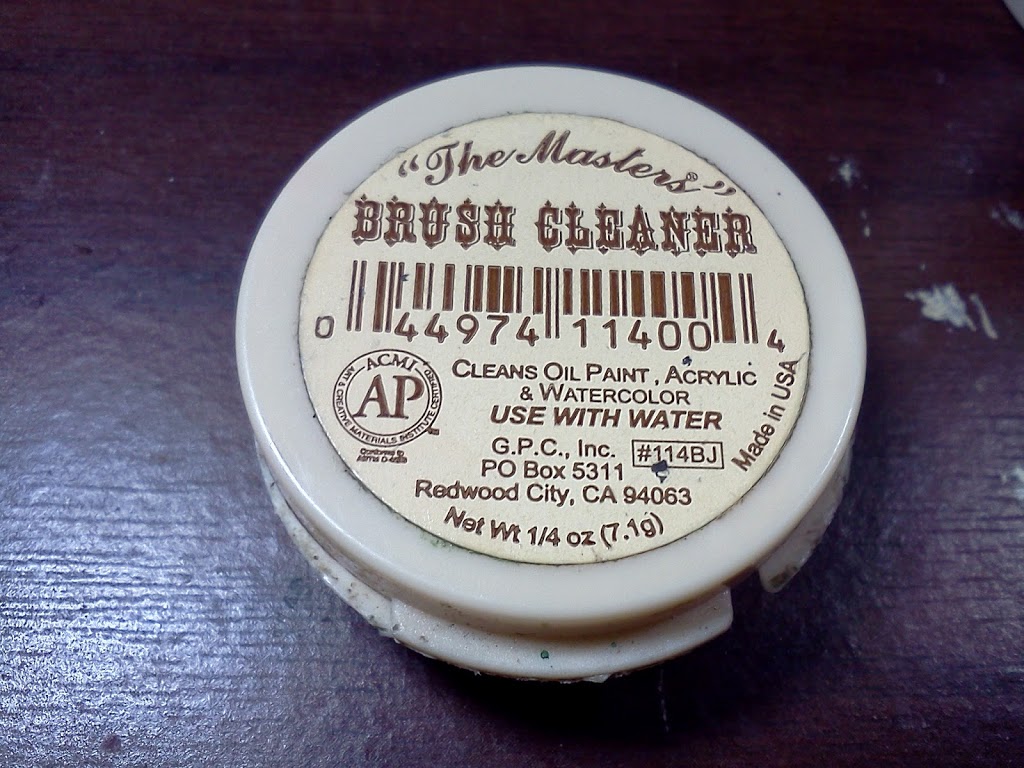 "The Masters®"
BRUSH CLEANER
0 44974 11400 4
ACMI
AP
ART & CREATIVE MATERIALS INSTITUTE CERTIFIED
Conforms to
CLEANS OIL PAINT, ACRYLIC
& WATERCOLOR
USE WITH WATER
G.P.C., Inc. #114BJ
PO Box 5311
Redwood City, CA 94063
Net Wt 1/4 oz (7.1g)
Made in USA